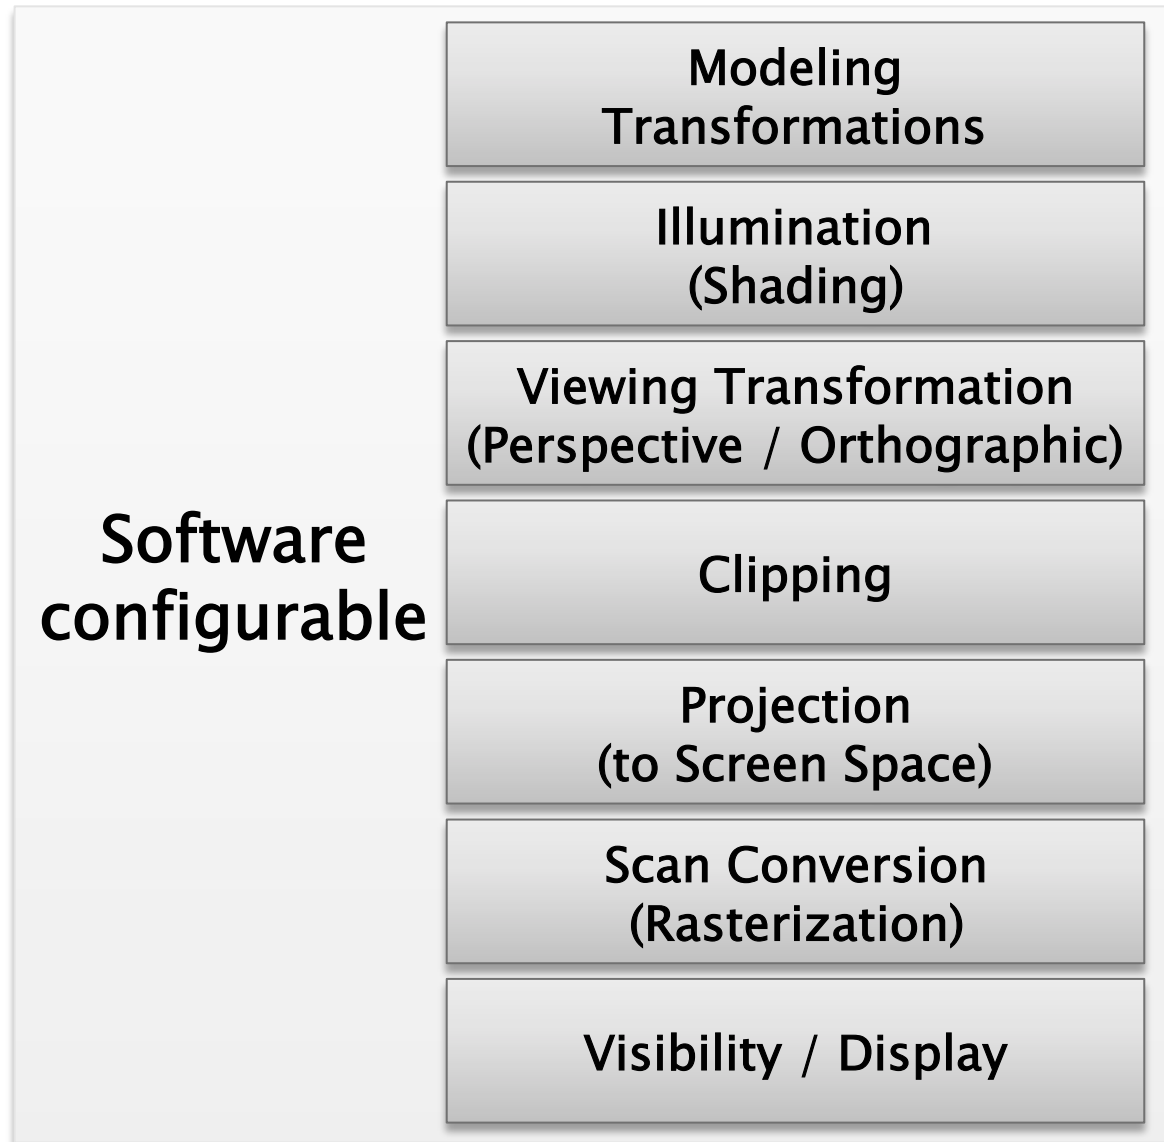 Modeling
Transformations
Illumination
(Shading)
Viewing Transformation
(Perspective / Orthographic)
Software
configurable
Clipping
Projection
(to Screen Space)
Scan Conversion
(Rasterization)
Visibility / Display